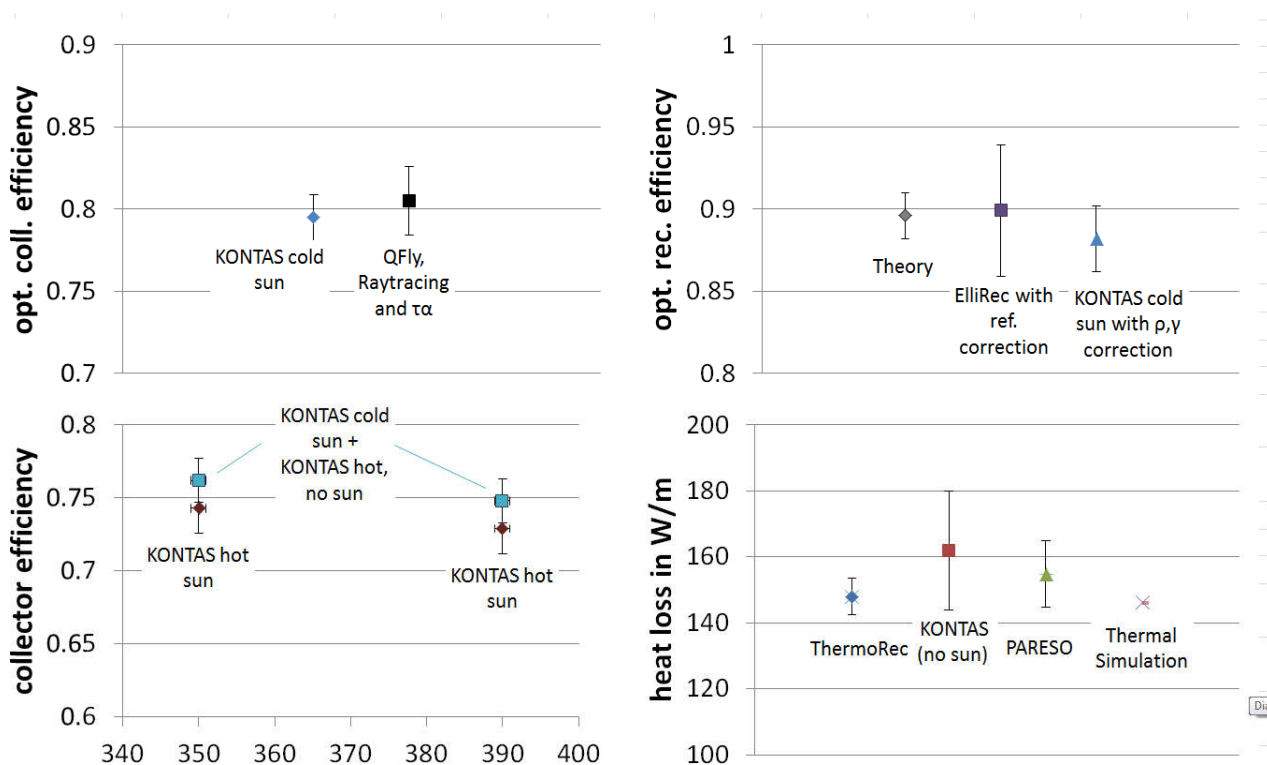 opt. coll. efficiency
0.9
0.85
0.8
0.75
0.7
KONTAS cold
sun
QFly,
Raytracing
and τα
opt. rec. efficiency
1
0.95
0.9
0.85
0.8
Theory
ElliRec with
ref.
correction
KONTAS cold
sun with ρ,γ
correction
collector efficiency
0.8
0.75
0.7
0.65
0.6
KONTAS cold
sun +
KONTAS hot,
no sun
KONTAS hot
sun
KONTAS hot
sun
340 350 360 370 380 390 400
heat loss in W/m
200
180
160
140
120
100
ThermoRec
KONTAS
(no sun)
PARESO
Thermal
Simulation
Dia